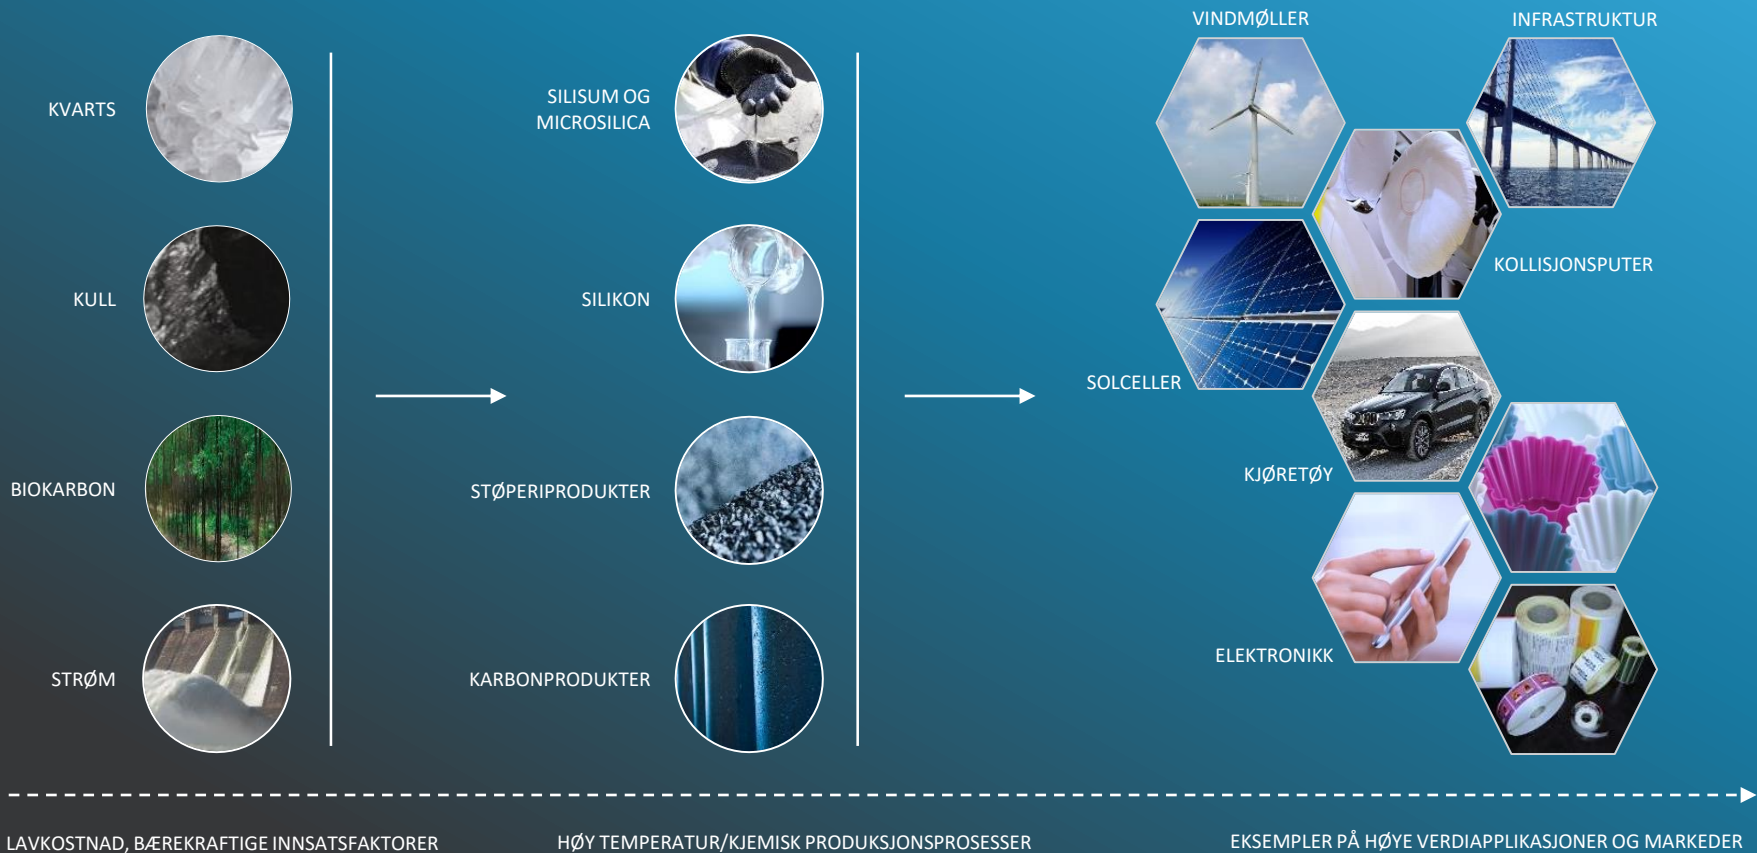 KVARTS
KULL
BIOKARBON
STRØM
SILISUM OG
MICROSILICA
SILIKON
STØPERIPRODUKTER
KARBONPRODUKTER
VINDMØLLER
INFRASTRUKTUR
KOLLISJONSPUTER
SOLCELLER
KJØRETØY
ELEKTRONIKK
LAVKOSTNAD, BÆREKRAFTIGE INNSATSFAKTORER
HØY TEMPERATUR/KJEMISK PRODUKSJONSPROSESSER
EKSEMPLER PÅ HØYE VERDIAPPLIKASJONER OG MARKEDER